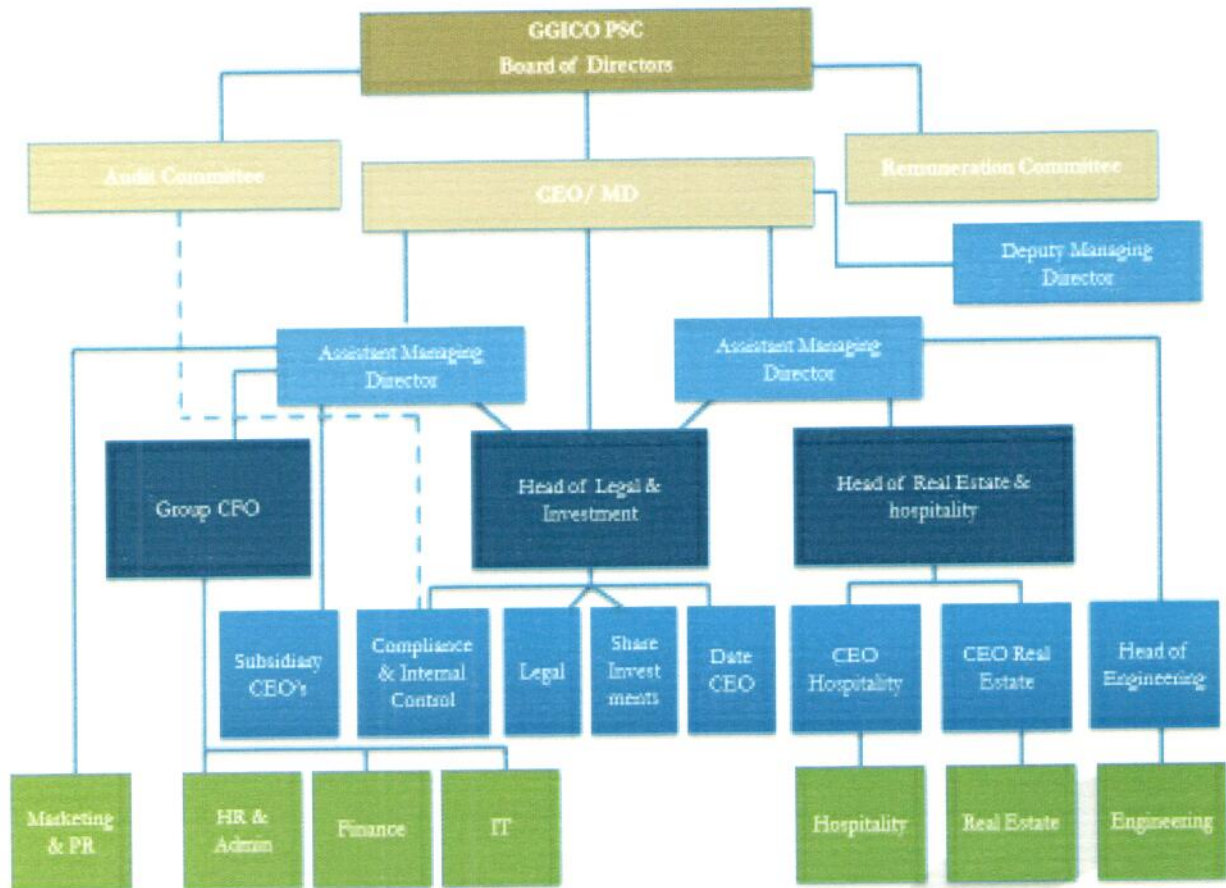 GGICO PSC
Board of Directors
Audit Committee
Remuneration Committee
CEO/ MD
Deputy Managing
Director
Assistant Managing
Director
Assistant Managing
Director
Group CFO
Head of Legal &
Investment
Head of Real Estate &
hospitality
Subsidiary
CEO's
Compliance
& Internal
Control
Legal
Share
Invest
ments
Date
CEO
CEO
Hospitality
CEO Real
Estate
Head of
Engineering
Marketing
& PR
HR &
Admin
Finance
IT
Hospitality
Real Estate
Engineering